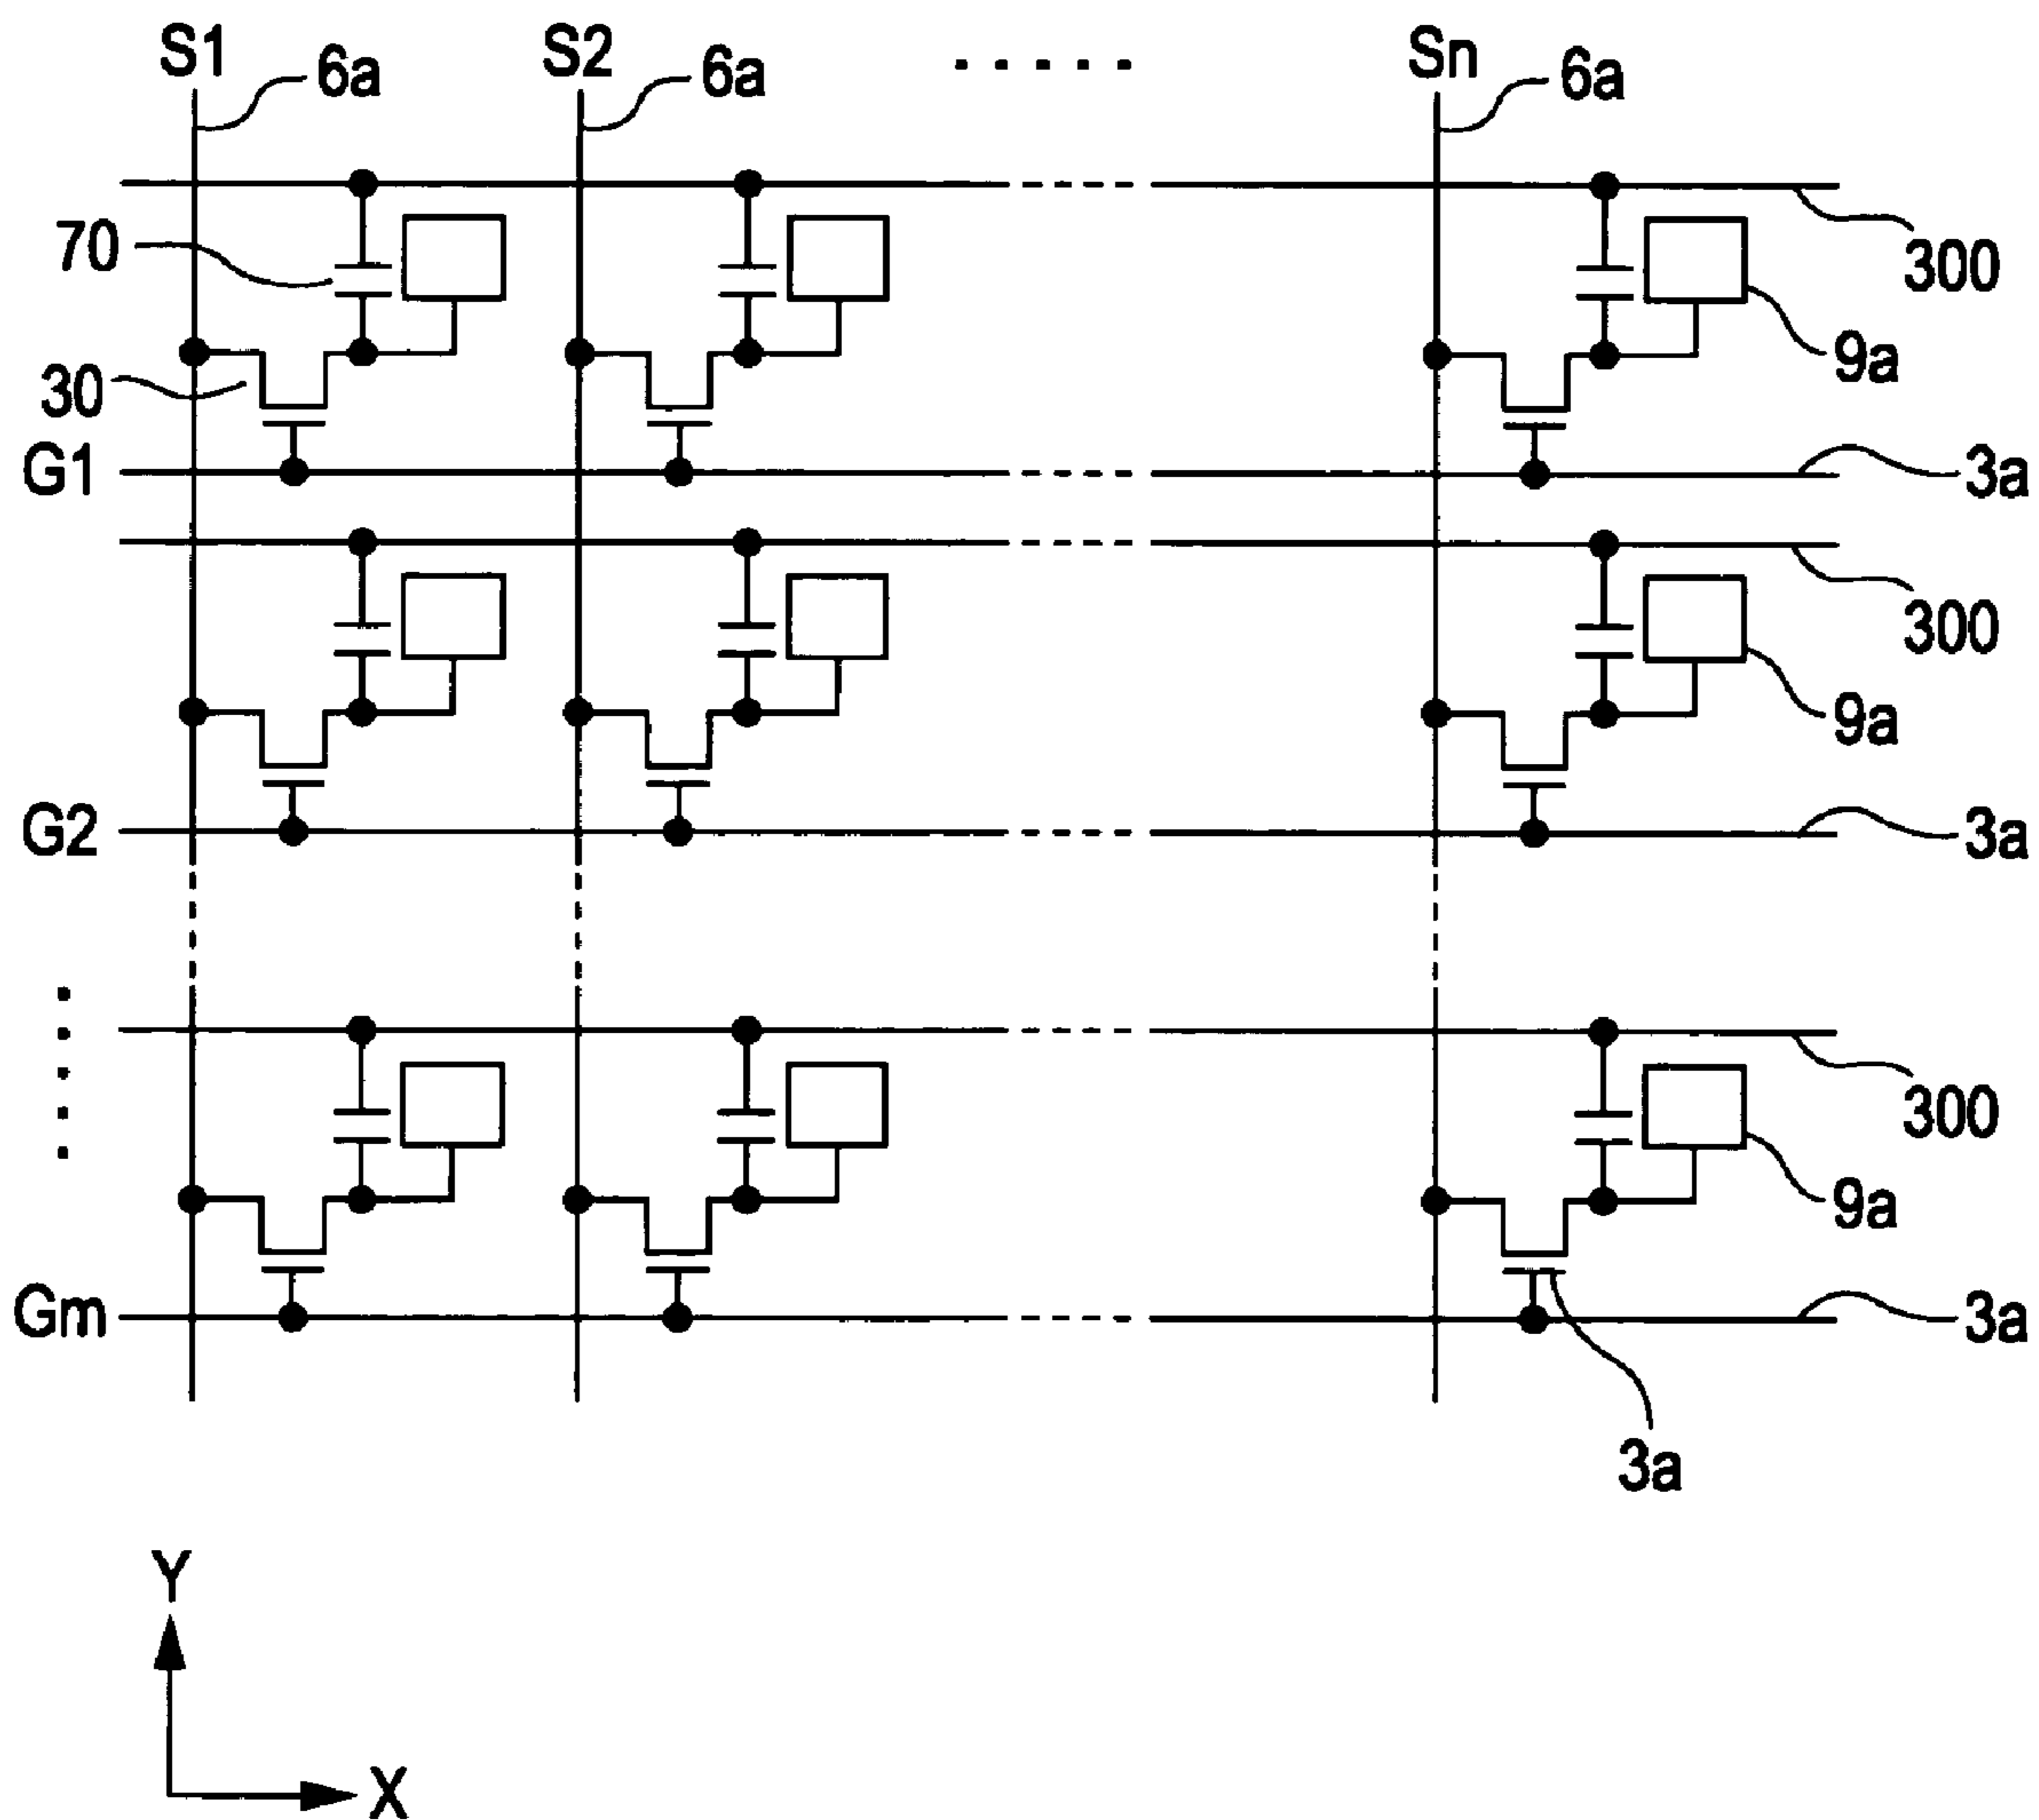 S1 6a S2 6a ..... Sn 6a
70 300
30 9a
G1 3a
300
9a
G2 3a
300
9a
Gm 3a
3a
Y
X